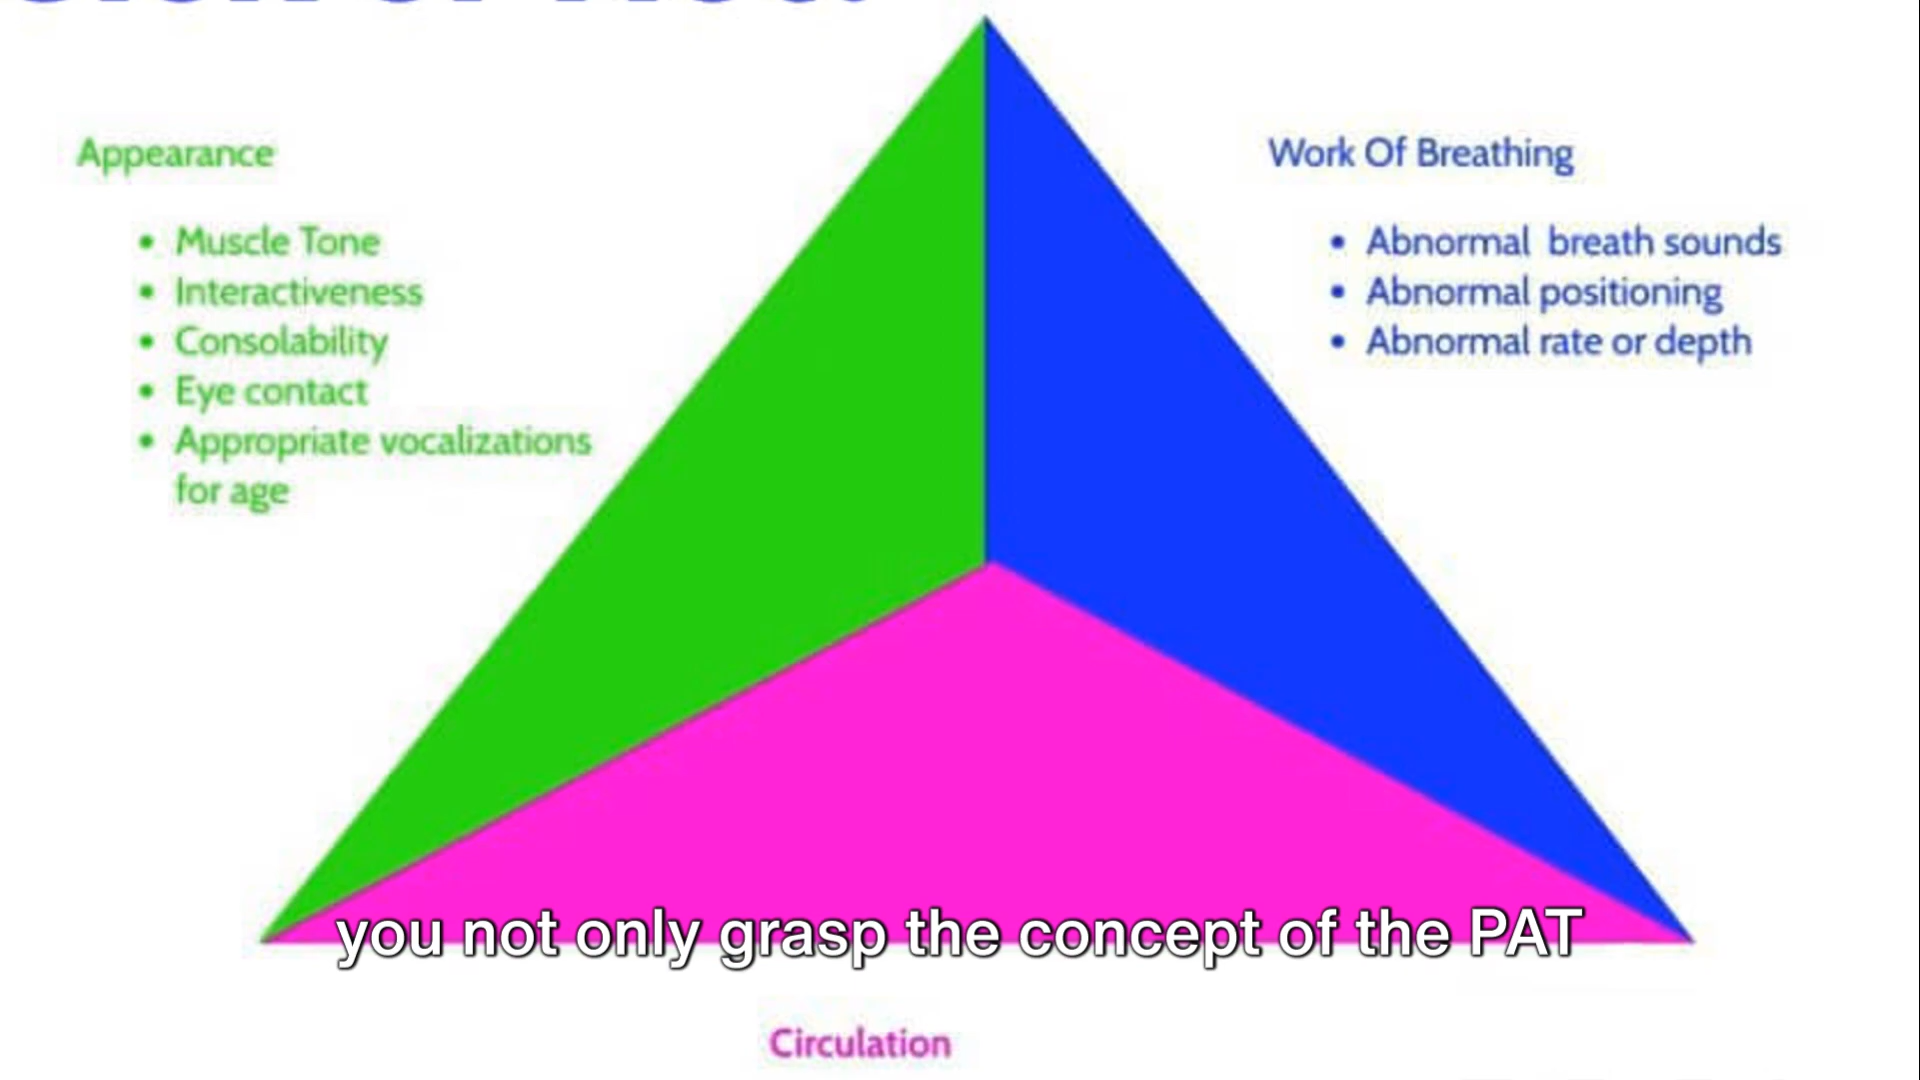 Appearance
• Muscle Tone
• Interactiveness
• Consolability
• Eye contact
• Appropriate vocalizations
for age
Work Of Breathing
• Abnormal breath sounds
• Abnormal positioning
• Abnormal rate or depth
you not only grasp the concept of the PAT
Circulation